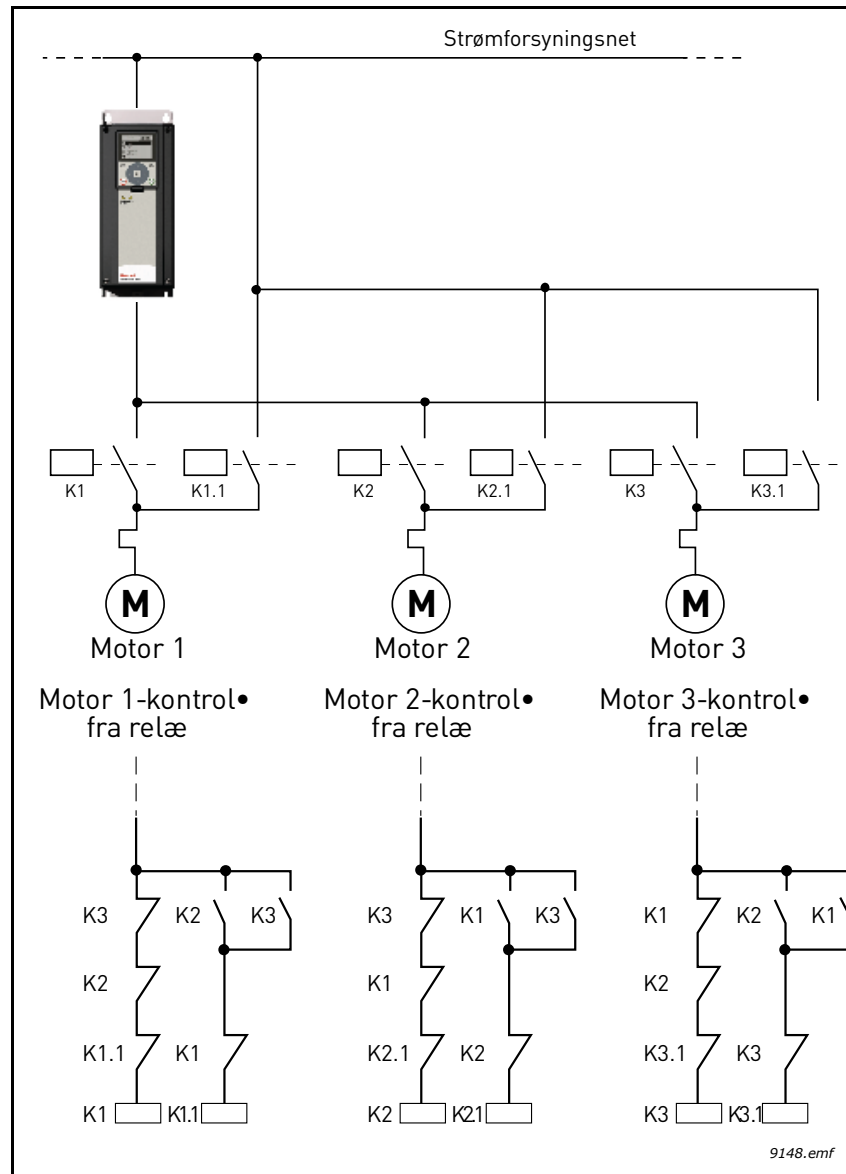 Strømforsyningsnet
K1 K1.1 K2 K2.1 K3 K3.1
M M M
Motor 1 Motor 2 Motor 3
Motor 1-kontrol• Motor 2-kontrol• Motor 3-kontrol•
fra relæ fra relæ fra relæ
K3 K2 K3 K3 K1 K3 K1 K2 K1
K2 K1 K2
K1.1 K1 K2.1 K2 K3.1 K3
K1 K1.1 K2 K21 K3 K3.1
9148.emf